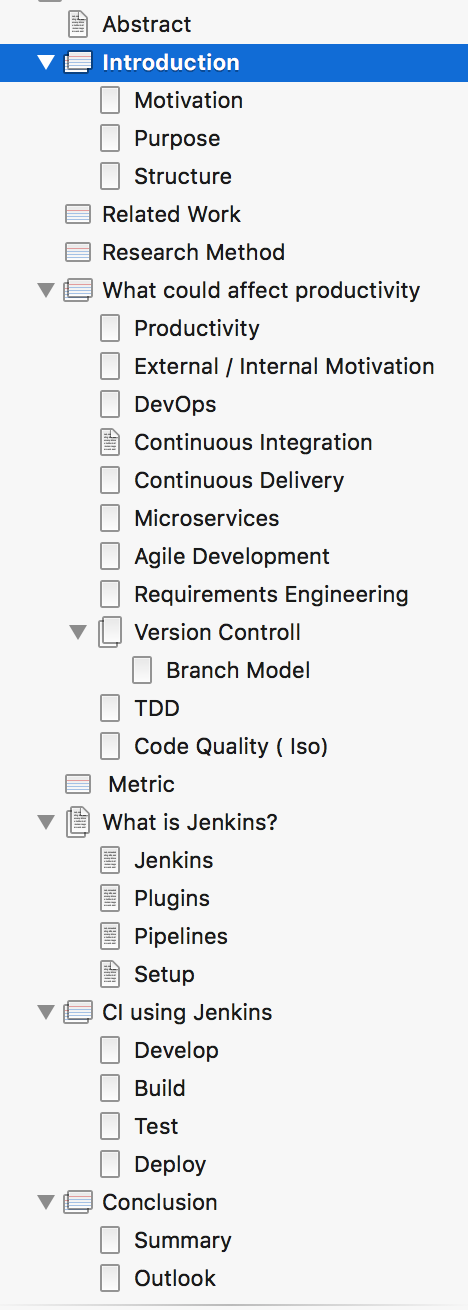 Abstract
Introduction
Motivation
Purpose
Structure
Related Work
Research Method
What could affect productivity
Productivity
External / Internal Motivation
DevOps
Continuous Integration
Continuous Delivery
Microservices
Agile Development
Requirements Engineering
Version Controll
Branch Model
TDD
Code Quality ( Iso)
Metric
What is Jenkins?
Jenkins
Plugins
Pipelines
Setup
CI using Jenkins
Develop
Build
Test
Deploy
Conclusion
Summary
Outlook